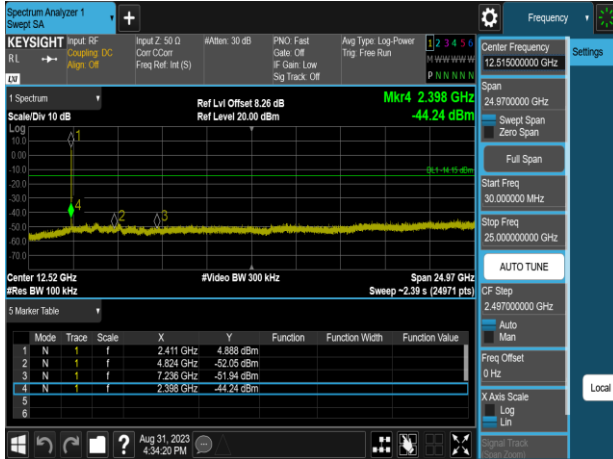 Spectrum Analyzer 1
Swept SA
Frequency
KEYSIGHT
RL
LXI
Input: RF
Coupling: DC
Align: Off
Input Z: 50 Ω
Corr CCorr
Freq Ref: Int (S)
#Atten: 30 dB
PNO: Fast
Gate: Off
IF Gain: Low
Sig Track: Off
Avg Type: Log-Power
Trig: Free Run
1 2 3 4 5 6
M W W W W W
P N N N N N
Center Frequency
12.515000000 GHz
Settings
1 Spectrum
Scale/Div 10 dB
Log
Ref Lvl Offset 8.26 dB
Ref Level 20.00 dBm
Mkr4 2.398 GHz
-44.24 dBm
10.0
0.00
-10.0
-20.0
-30.0
-40.0
-50.0
-60.0
-70.0
1
4
2
3
DL1 -14.15 dBm
Center 12.52 GHz
#Res BW 100 kHz
#Video BW 300 kHz
Span 24.97 GHz
Sweep ~2.39 s (24971 pts)
Span
24.9700000 GHz
Swept Span
Zero Span
Full Span
Start Freq
30.000000 MHz
Stop Freq
25.000000000 GHz
AUTO TUNE
CF Step
2.497000000 GHz
Auto
Man
Freq Offset
0 Hz
X Axis Scale
Log
Lin
Signal Track
(Span Zoom)
Local
5 Marker Table
Mode Trace Scale X Y Function Function Width Function Value
1 N 1 f 2.411 GHz 4.888 dBm
2 N 1 f 4.824 GHz -52.05 dBm
3 N 1 f 7.236 GHz -51.94 dBm
4 N 1 f 2.398 GHz -44.24 dBm
5
6
?
Aug 31, 2023
4:34:20 PM